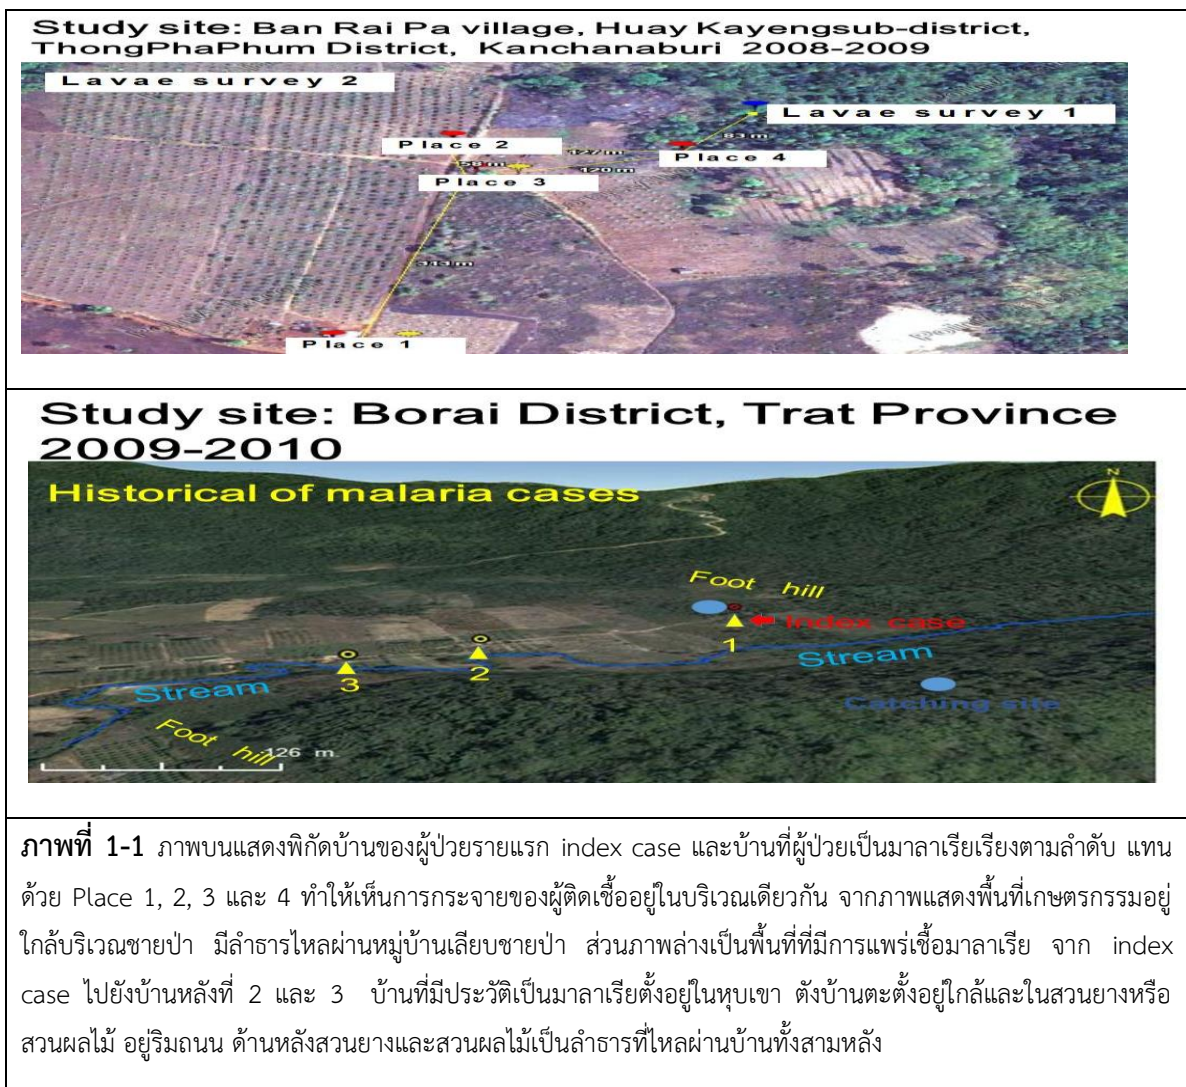 Study site: Ban Rai Pa village, Huay Kayengsub-district,
ThongPhaPhum District, Kanchanaburi 2008-2009
Lavae survey 2
Lavae survey 1
83 m
Place 2
127 m
Place 4
58 m
120 m
Place 3
Place 1
Study site: Borai District, Trat Province
2009-2010
Historical of malaria cases
N
Foot hill
Index case
1
Stream
2
3
Stream
Catching site
Foot hill
126 m
ภาพที่ 1-1 ภาพบนแสดงพิกัดบ้านของผู้ป่วยรายแรก index case และบ้านที่ผู้ป่วยเป็นมาลาเรียเรียงตามลำดับ แทน
ด้วย Place 1, 2, 3 และ 4 ทำให้เห็นการกระจายของผู้ติดเชื้ออยู่ในบริเวณเดียวกัน จากภาพแสดงพื้นที่เกษตรกรรมอยู่
ใกล้บริเวณชายป่า มีลำธารไหลผ่านหมู่บ้านเลียบชายป่า ส่วนภาพล่างเป็นพื้นที่ที่มีการแพร่เชื้อมาลาเรีย จาก index
case ไปยังบ้านหลังที่ 2 และ 3 บ้านที่มีประวัติเป็นมาลาเรียตั้งอยู่ในหุบเขา ตังบ้านตะตั้งอยู่ใกล้และในสวนยางหรือ
สวนผลไม้ อยู่ริมถนน ด้านหลังสวนยางและสวนผลไม้เป็นลำธารที่ไหลผ่านบ้านทั้งสามหลัง